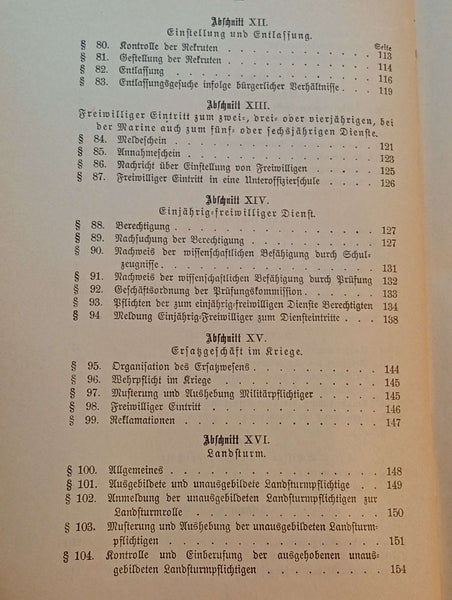 Abschnitt XII.
Einstellung und Entlassung.
Seite
§ 80. Kontrolle der Rekruten . . . . . . . . . . . 113
§ 81. Gestellung der Rekruten . . . . . . . . . . . 114
§ 82. Entlassung . . . . . . . . . . . 116
§ 83. Entlassungsgesuche infolge bürgerlicher Verhältnisse . . . 119
Abschnitt XIII.
Freiwilliger Eintritt zum zwei-, drei- oder vierjährigen, bei
der Marine auch zum fünf- oder sechsjährigen Dienste.
§ 84. Meldeschein . . . . . . . . . . . 121
§ 85. Annahmeschein . . . . . . . . . . . 123
§ 86. Nachricht über Einstellung von Freiwilligen . . . . . 125
§ 87. Freiwilliger Eintritt in eine Unteroffizierschule . . . . 126
Abschnitt XIV.
Einjährig-freiwilliger Dienst.
§ 88. Berechtigung . . . . . . . . . . . 127
§ 89. Nachsuchung der Berechtigung . . . . . . . . 127
§ 90. Nachweis der wissenschaftlichen Befähigung durch Schul-
zeugnisse . . . . . . . . . . . 131
§ 91. Nachweis der wissenschaftlichen Befähigung durch Prüfung 132
§ 92. Geschäftsordnung der Prüfungskommission . . . . . 133
§ 93. Pflichten der zum einjährig-freiwilligen Dienste Berechtigten 134
§ 94. Meldung Einjährig-Freiwilliger zum Diensteintritte . . 138
Abschnitt XV.
Ersatzgeschäft im Kriege.
§ 95. Organisation des Ersatzwesens . . . . . . . . 144
§ 96. Wehrpflicht im Kriege . . . . . . . . . 145
§ 97. Musterung und Aushebung Militärpflichtiger . . . . 145
§ 98. Freiwilliger Eintritt . . . . . . . . . . 146
§ 99. Reklamationen . . . . . . . . . . . 147
Abschnitt XVI.
Landsturm.
§ 100. Allgemeines . . . . . . . . . . . 148
§ 101. Ausgebildete und unausgebildete Landsturmpflichtige . . 149
§ 102. Anmeldung der unausgebildeten Landsturmpflichtigen zur
Landsturmrolle . . . . . . . . . . . 150
§ 103. Musterung und Aushebung der unausgebildeten Landsturm-
pflichtigen . . . . . . . . . . . 151
§ 104. Kontrolle und Einberufung der ausgehobenen unaus-
gebildeten Landsturmpflichtigen . . . . . . . . 154